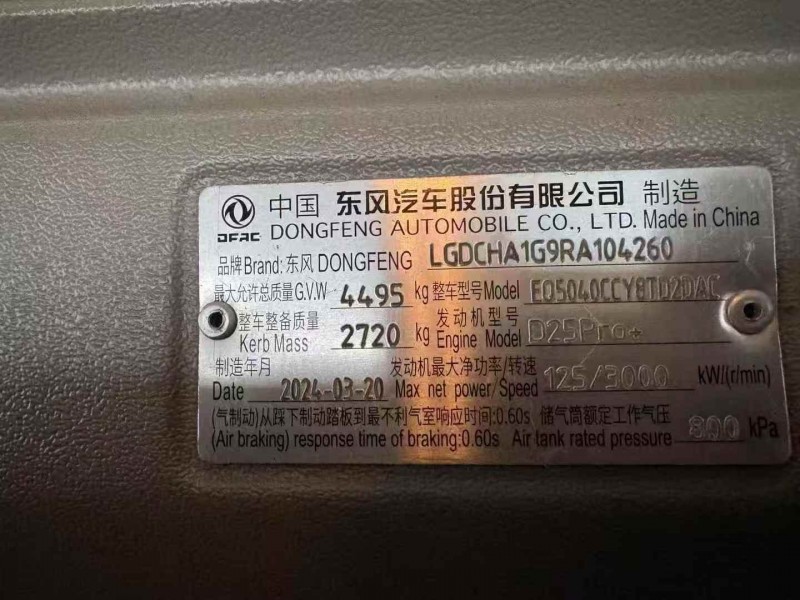 DFAC 中国 东风汽车股份有限公司 制造
DONGFENG AUTOMOBILE CO., LTD. Made in China
品牌Brand: 东风 DONGFENG LGDCHA1G9RA104260
最大允许总质量G.V.W 4495 kg 整车型号Model EQ5040CCY8TD2DAC
整车整备质量 发动机型号
Kerb Mass 2720 kg Engine Model D25Pro+
制造年月 发动机最大净功率/转速
Date 2024-03-20 Max net power/Speed 125/3000 kW/(r/min)
(气制动)从踩下制动踏板到最不利气室响应时间:0.60s 储气筒额定工作气压
(Air braking) response time of braking:0.60s Air tank rated pressure 800 kPa